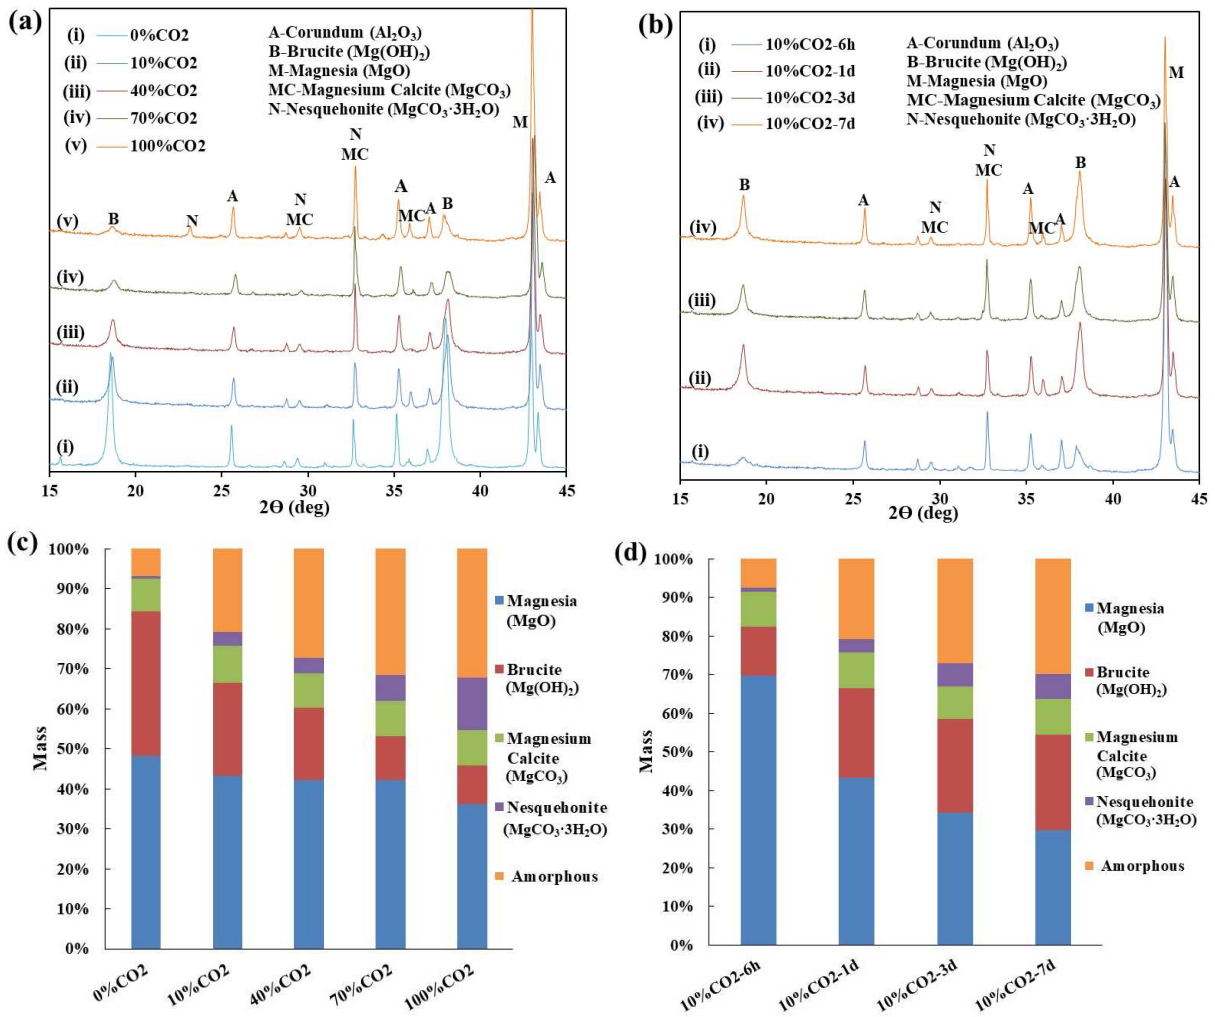 (a)
(i) 0%CO2
(ii) 10%CO2
(iii) 40%CO2
(iv) 70%CO2
(v) 100%CO2
A-Corundum (Al₂O₃)
B-Brucite (Mg(OH)₂)
M-Magnesia (MgO)
MC-Magnesium Calcite (MgCO₃)
N-Nesquehonite (MgCO₃·3H₂O)
M
N
MC
A
B
N
A
N
MC
A
MC
A
B
(v)
(iv)
(iii)
(ii)
(i)
15 20 25 30 35 40 45
2Ө (deg)
(b)
(i) 10%CO2-6h
(ii) 10%CO2-1d
(iii) 10%CO2-3d
(iv) 10%CO2-7d
A-Corundum (Al₂O₃)
B-Brucite (Mg(OH)₂)
M-Magnesia (MgO)
MC-Magnesium Calcite (MgCO₃)
N-Nesquehonite (MgCO₃·3H₂O)
M
N
MC
B
A
N
MC
A
MC
A
B
A
(iv)
(iii)
(ii)
(i)
15 20 25 30 35 40 45
2Ө (deg)
(c)
100%
90%
80%
70%
60%
50%
40%
30%
20%
10%
0%
Mass
0%CO2 10%CO2 40%CO2 70%CO2 100%CO2
Magnesia
(MgO)
Brucite
(Mg(OH)₂)
Magnesium
Calcite
(MgCO₃)
Nesquehonite
(MgCO₃·3H₂O)
Amorphous
(d)
100%
90%
80%
70%
60%
50%
40%
30%
20%
10%
0%
Mass
10%CO2-6h 10%CO2-1d 10%CO2-3d 10%CO2-7d
Magnesia
(MgO)
Brucite
(Mg(OH)₂)
Magnesium
Calcite
(MgCO₃)
Nesquehonite
(MgCO₃·3H₂O)
Amorphous